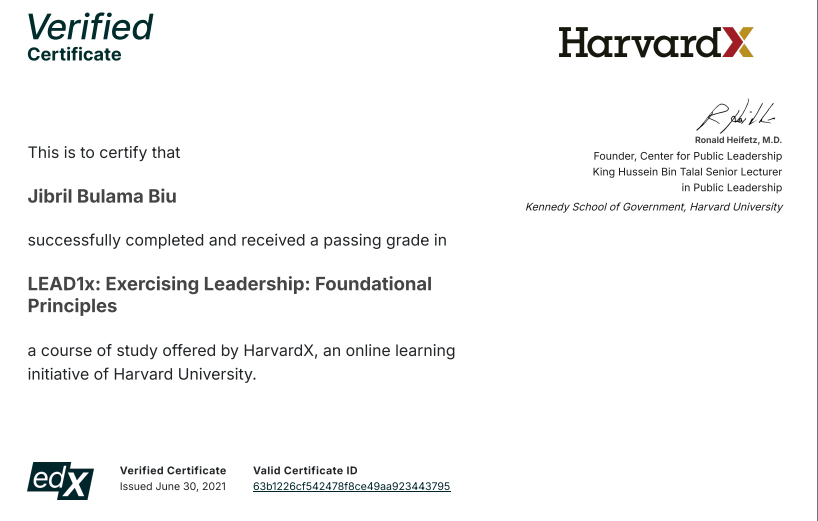 Verified
Certificate
HarvardX
Ronald Heifetz, M.D.
Founder, Center for Public Leadership
King Hussein Bin Talal Senior Lecturer
in Public Leadership
Kennedy School of Government, Harvard University
This is to certify that
Jibril Bulama Biu
successfully completed and received a passing grade in
LEAD1x: Exercising Leadership: Foundational
Principles
a course of study offered by HarvardX, an online learning
initiative of Harvard University.
edX
Verified Certificate
Issued June 30, 2021
Valid Certificate ID
63b1226cf542478f8ce49aa923443795